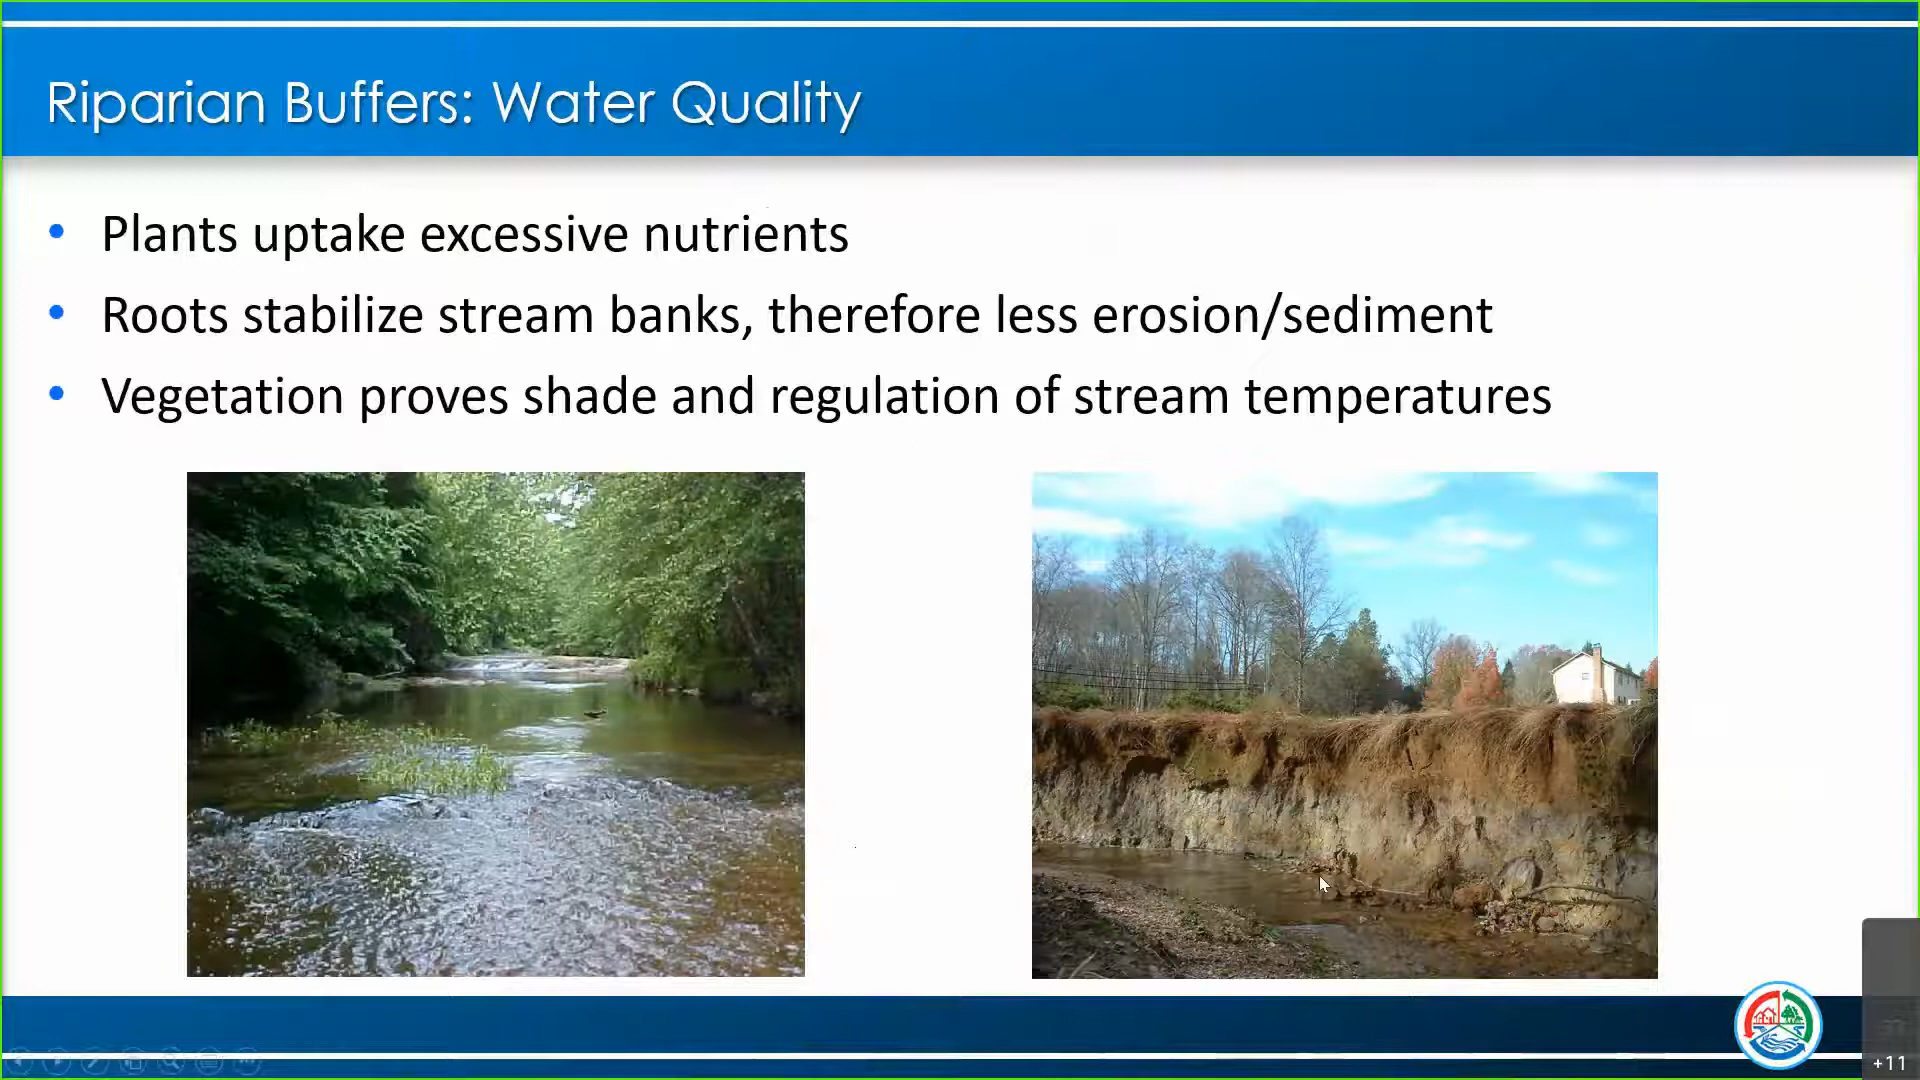 Riparian Buffers: Water Quality
• Plants uptake excessive nutrients
• Roots stabilize stream banks, therefore less erosion/sediment
• Vegetation proves shade and regulation of stream temperatures
+11